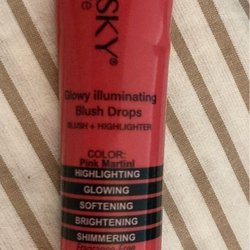 SKY®
Glowy illuminating
Blush Drops
BLUSH + HIGHLIGHTER
COLOR:
Pink Martini
HIGHLIGHTING
GLOWING
SOFTENING
BRIGHTENING
SHIMMERING